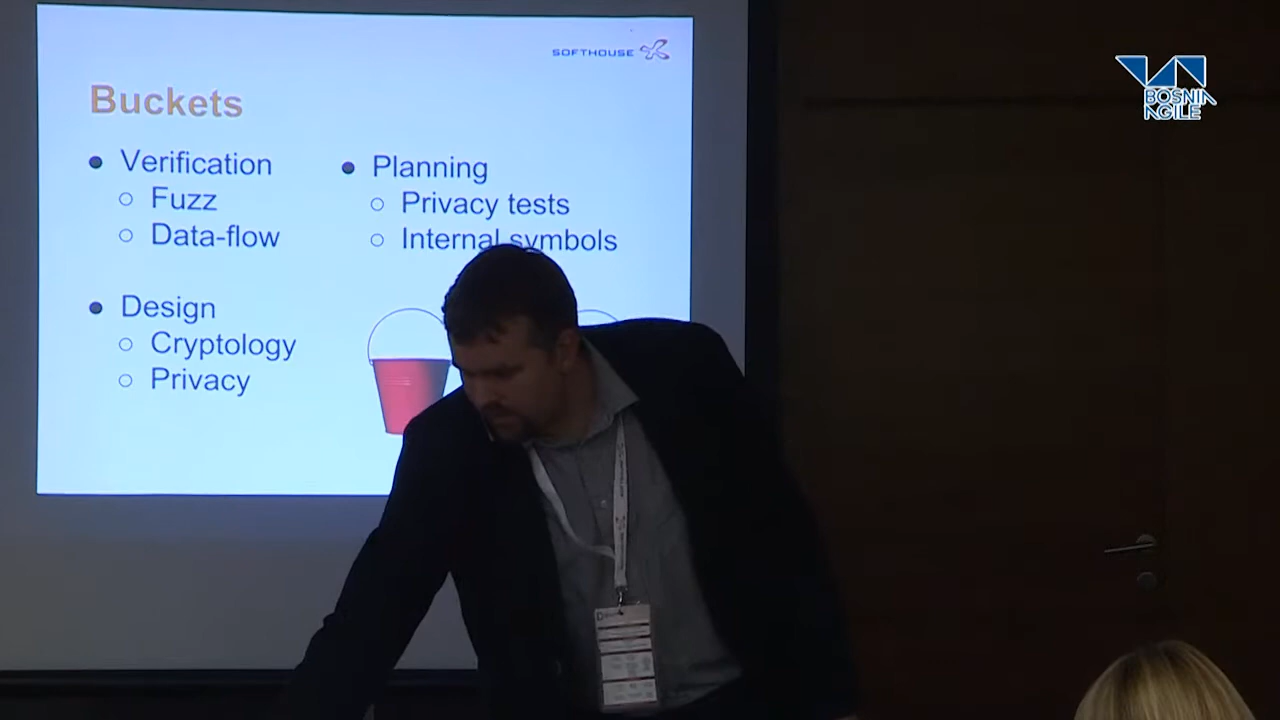 SOFTHOUSE
Buckets
Verification
Fuzz
Data-flow
Design
Cryptology
Privacy
Planning
Privacy tests
Internal symbols
BOSNIA
AGILE